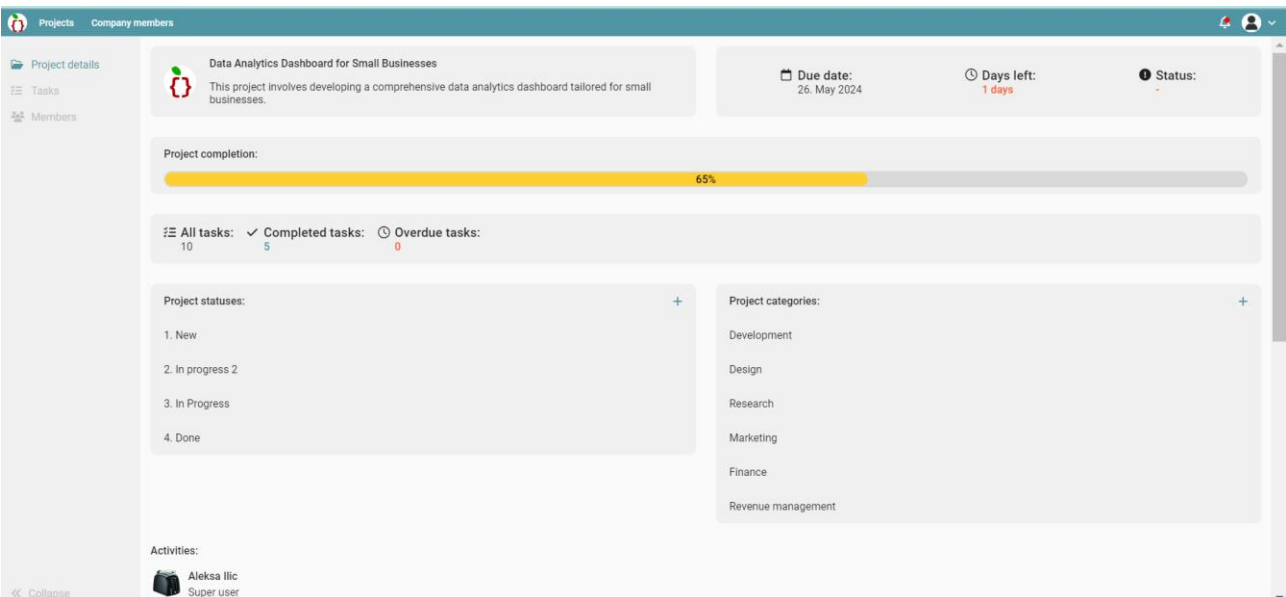 Projects Company members
Project details
Tasks
Members
Collapse
Data Analytics Dashboard for Small Businesses
This project involves developing a comprehensive data analytics dashboard tailored for small
businesses.
Due date:
26. May 2024
Days left:
1 days
Status:
-
Project completion:
65%
All tasks:
10
Completed tasks:
5
Overdue tasks:
0
Project statuses: +
1. New
2. In progress 2
3. In Progress
4. Done
Project categories: +
Development
Design
Research
Marketing
Finance
Revenue management
Activities:
Aleksa Ilic
Super user